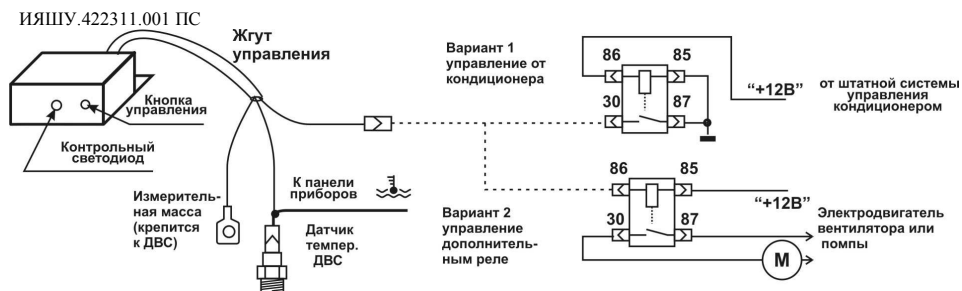 ИЯШУ.422311.001 ПС
Жгут
управления
Кнопка
управления
Контрольный
светодиод
Измеритель-
ная масса
(крепится
к ДВС)
К панели
приборов
Датчик
темпер.
ДВС
Вариант 1
управление от
кондиционера
86
85
30
87
“+12В”
от штатной системы
управления
кондиционером
Вариант 2
управление
дополнитель-
ным реле
86
85
30
87
“+12В”
Электродвигатель
вентилятора или
помпы
М